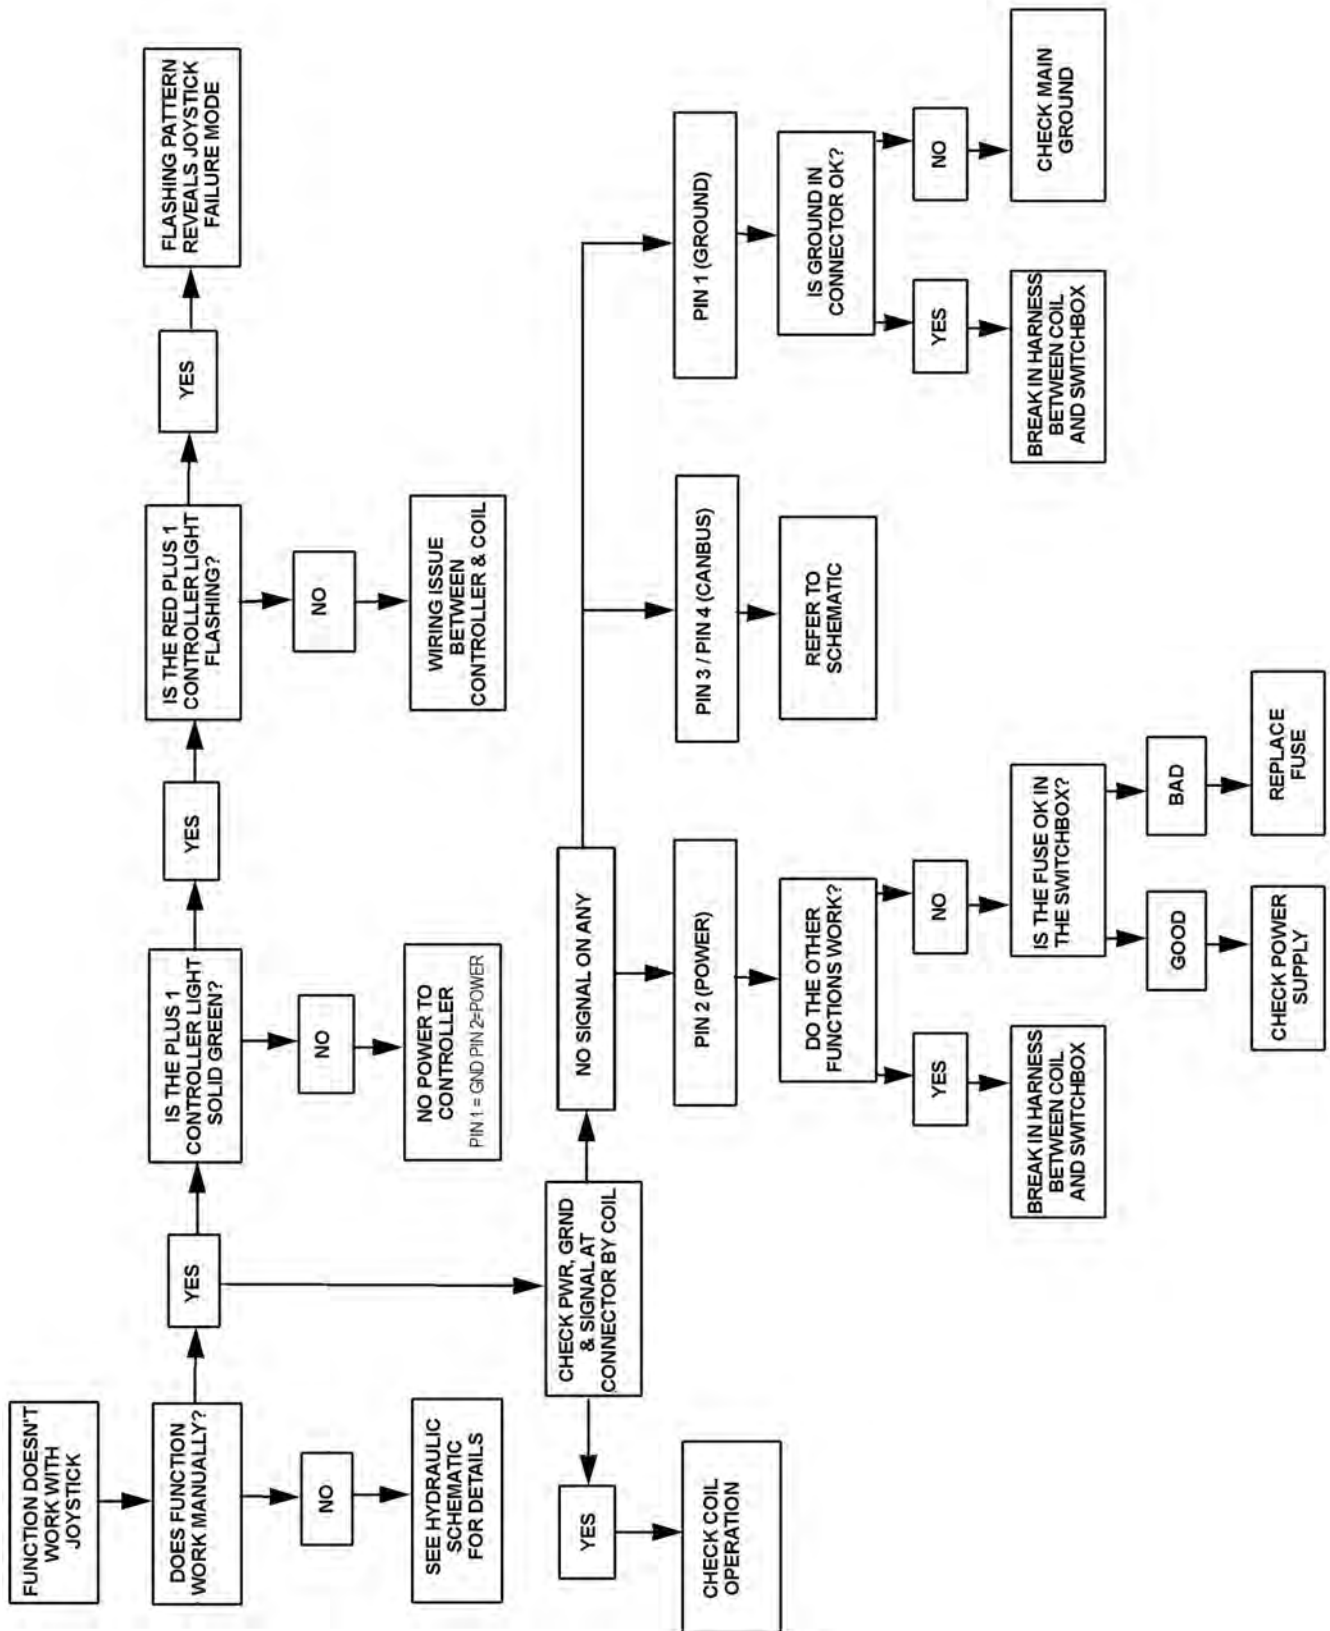 FUNCTION DOESN'T
WORK WITH
JOYSTICK
DOES FUNCTION
WORK MANUALLY?
NO
SEE HYDRAULIC
SCHEMATIC
FOR DETAILS
YES
IS THE PLUS 1
CONTROLLER LIGHT
SOLID GREEN?
NO
NO POWER TO
CONTROLLER
PIN 1 = GND PIN 2=POWER
YES
IS THE RED PLUS 1
CONTROLLER LIGHT
FLASHING?
NO
WIRING ISSUE
BETWEEN
CONTROLLER & COIL
YES
FLASHING PATTERN
REVEALS JOYSTICK
FAILURE MODE
CHECK PWR, GRND
& SIGNAL AT
CONNECTOR BY COIL
YES
CHECK COIL
OPERATION
NO SIGNAL ON ANY
PIN 2 (POWER)
DO THE OTHER
FUNCTIONS WORK?
YES
BREAK IN HARNESS
BETWEEN COIL
AND SWITCHBOX
NO
IS THE FUSE OK IN
THE SWITCHBOX?
GOOD
CHECK POWER
SUPPLY
BAD
REPLACE
FUSE
PIN 3 / PIN 4 (CANBUS)
REFER TO
SCHEMATIC
PIN 1 (GROUND)
IS GROUND IN
CONNECTOR OK?
YES
BREAK IN HARNESS
BETWEEN COIL
AND SWITCHBOX
NO
CHECK MAIN
GROUND